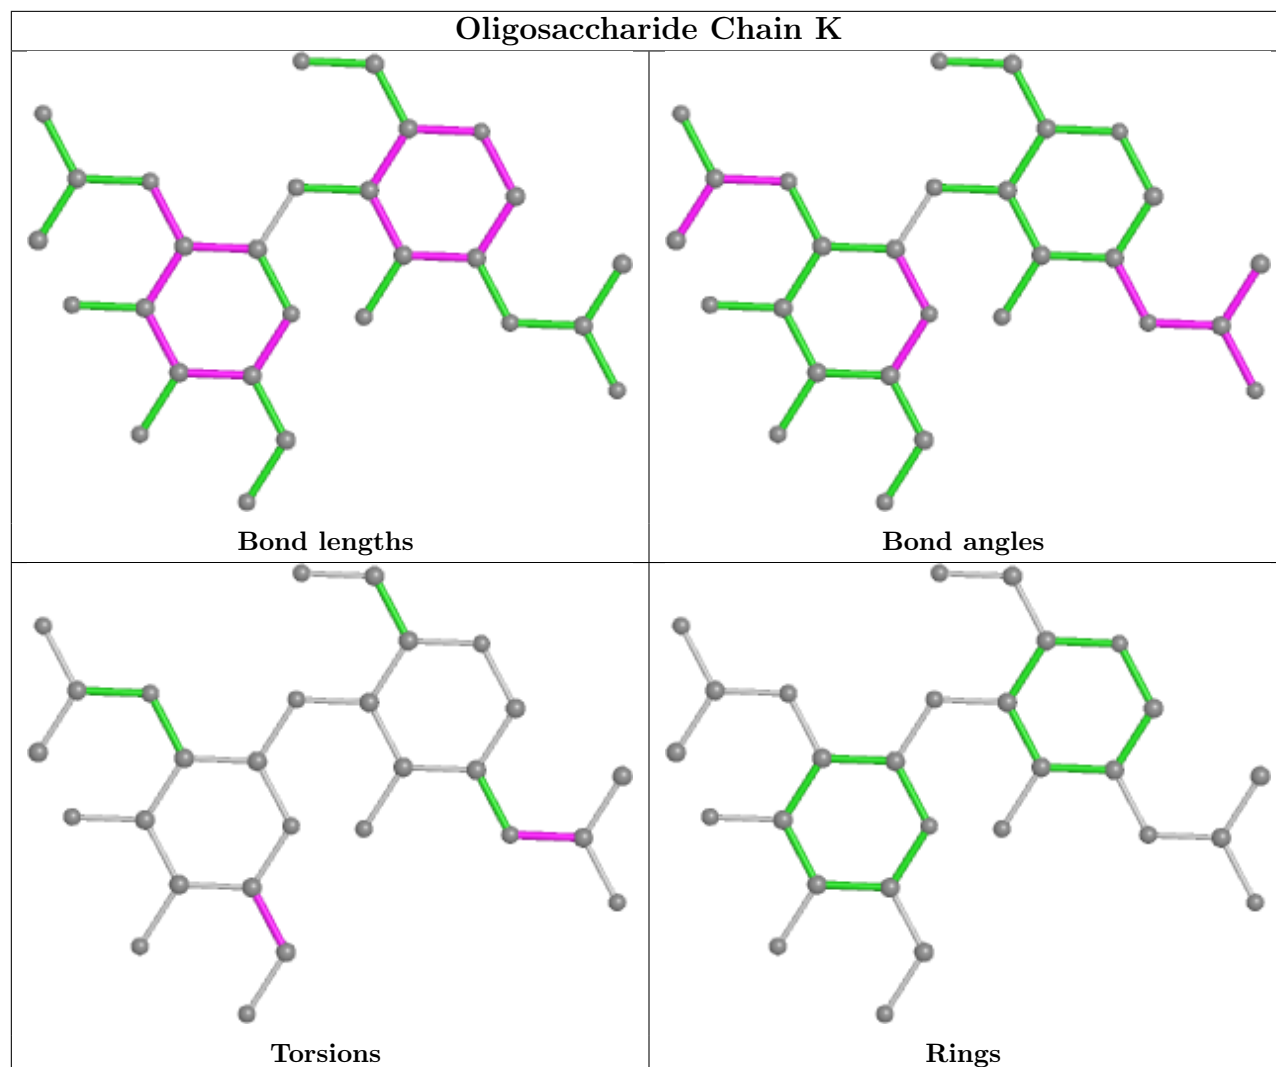 Oligosaccharide Chain K
Bond lengths
Bond angles
Torsions
Rings